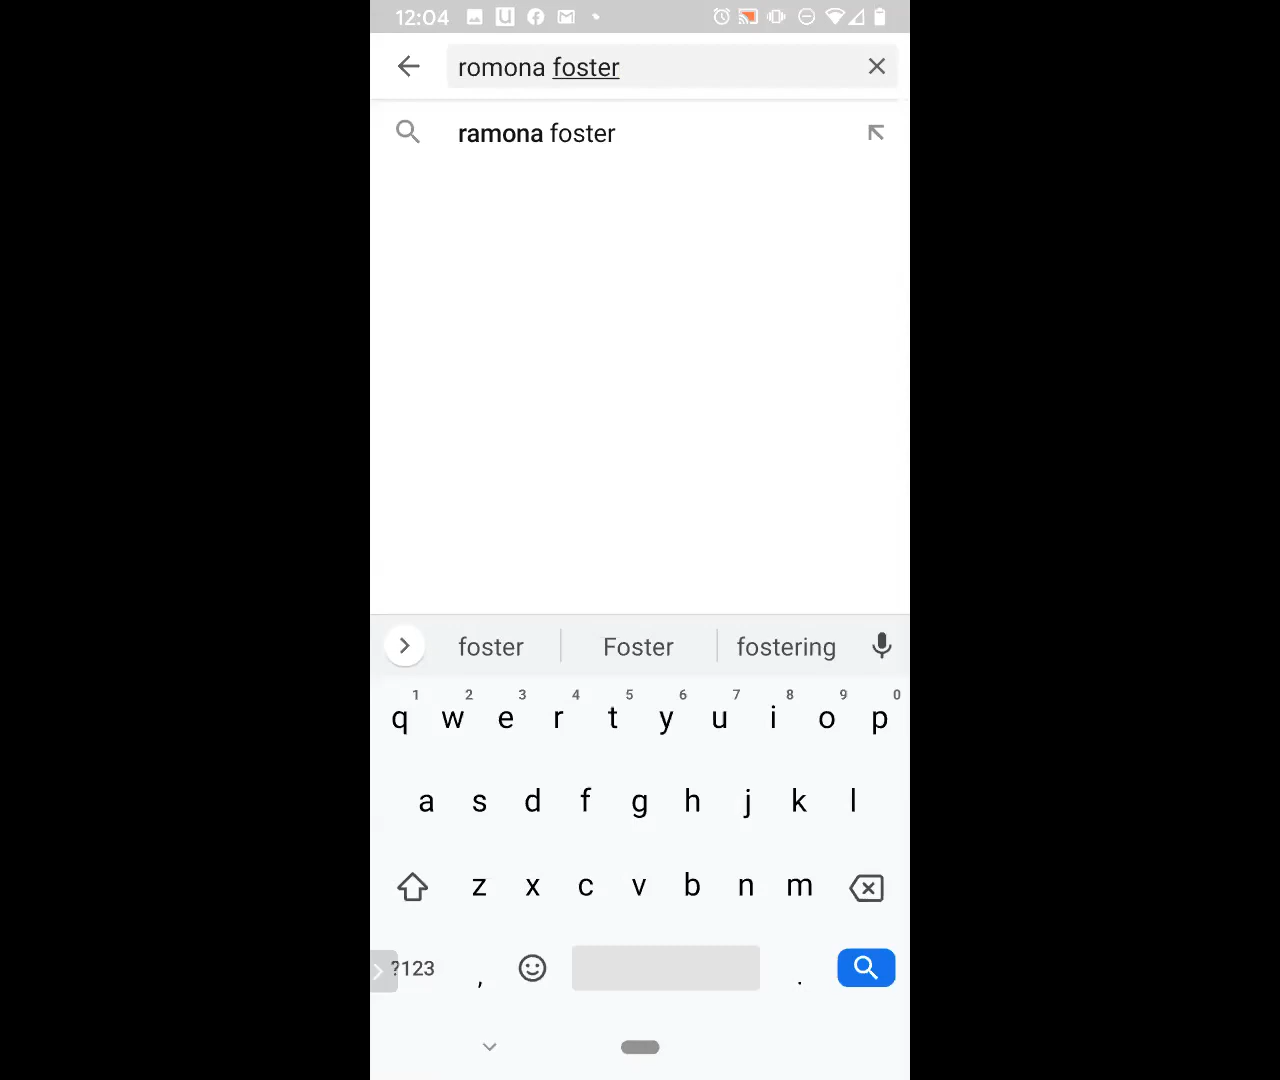 12:04
romona foster
ramona foster
foster Foster fostering
1 2 3 4 5 6 7 8 9 0
q w e r t y u i o p
a s d f g h j k l
z x c v b n m
?123 , .